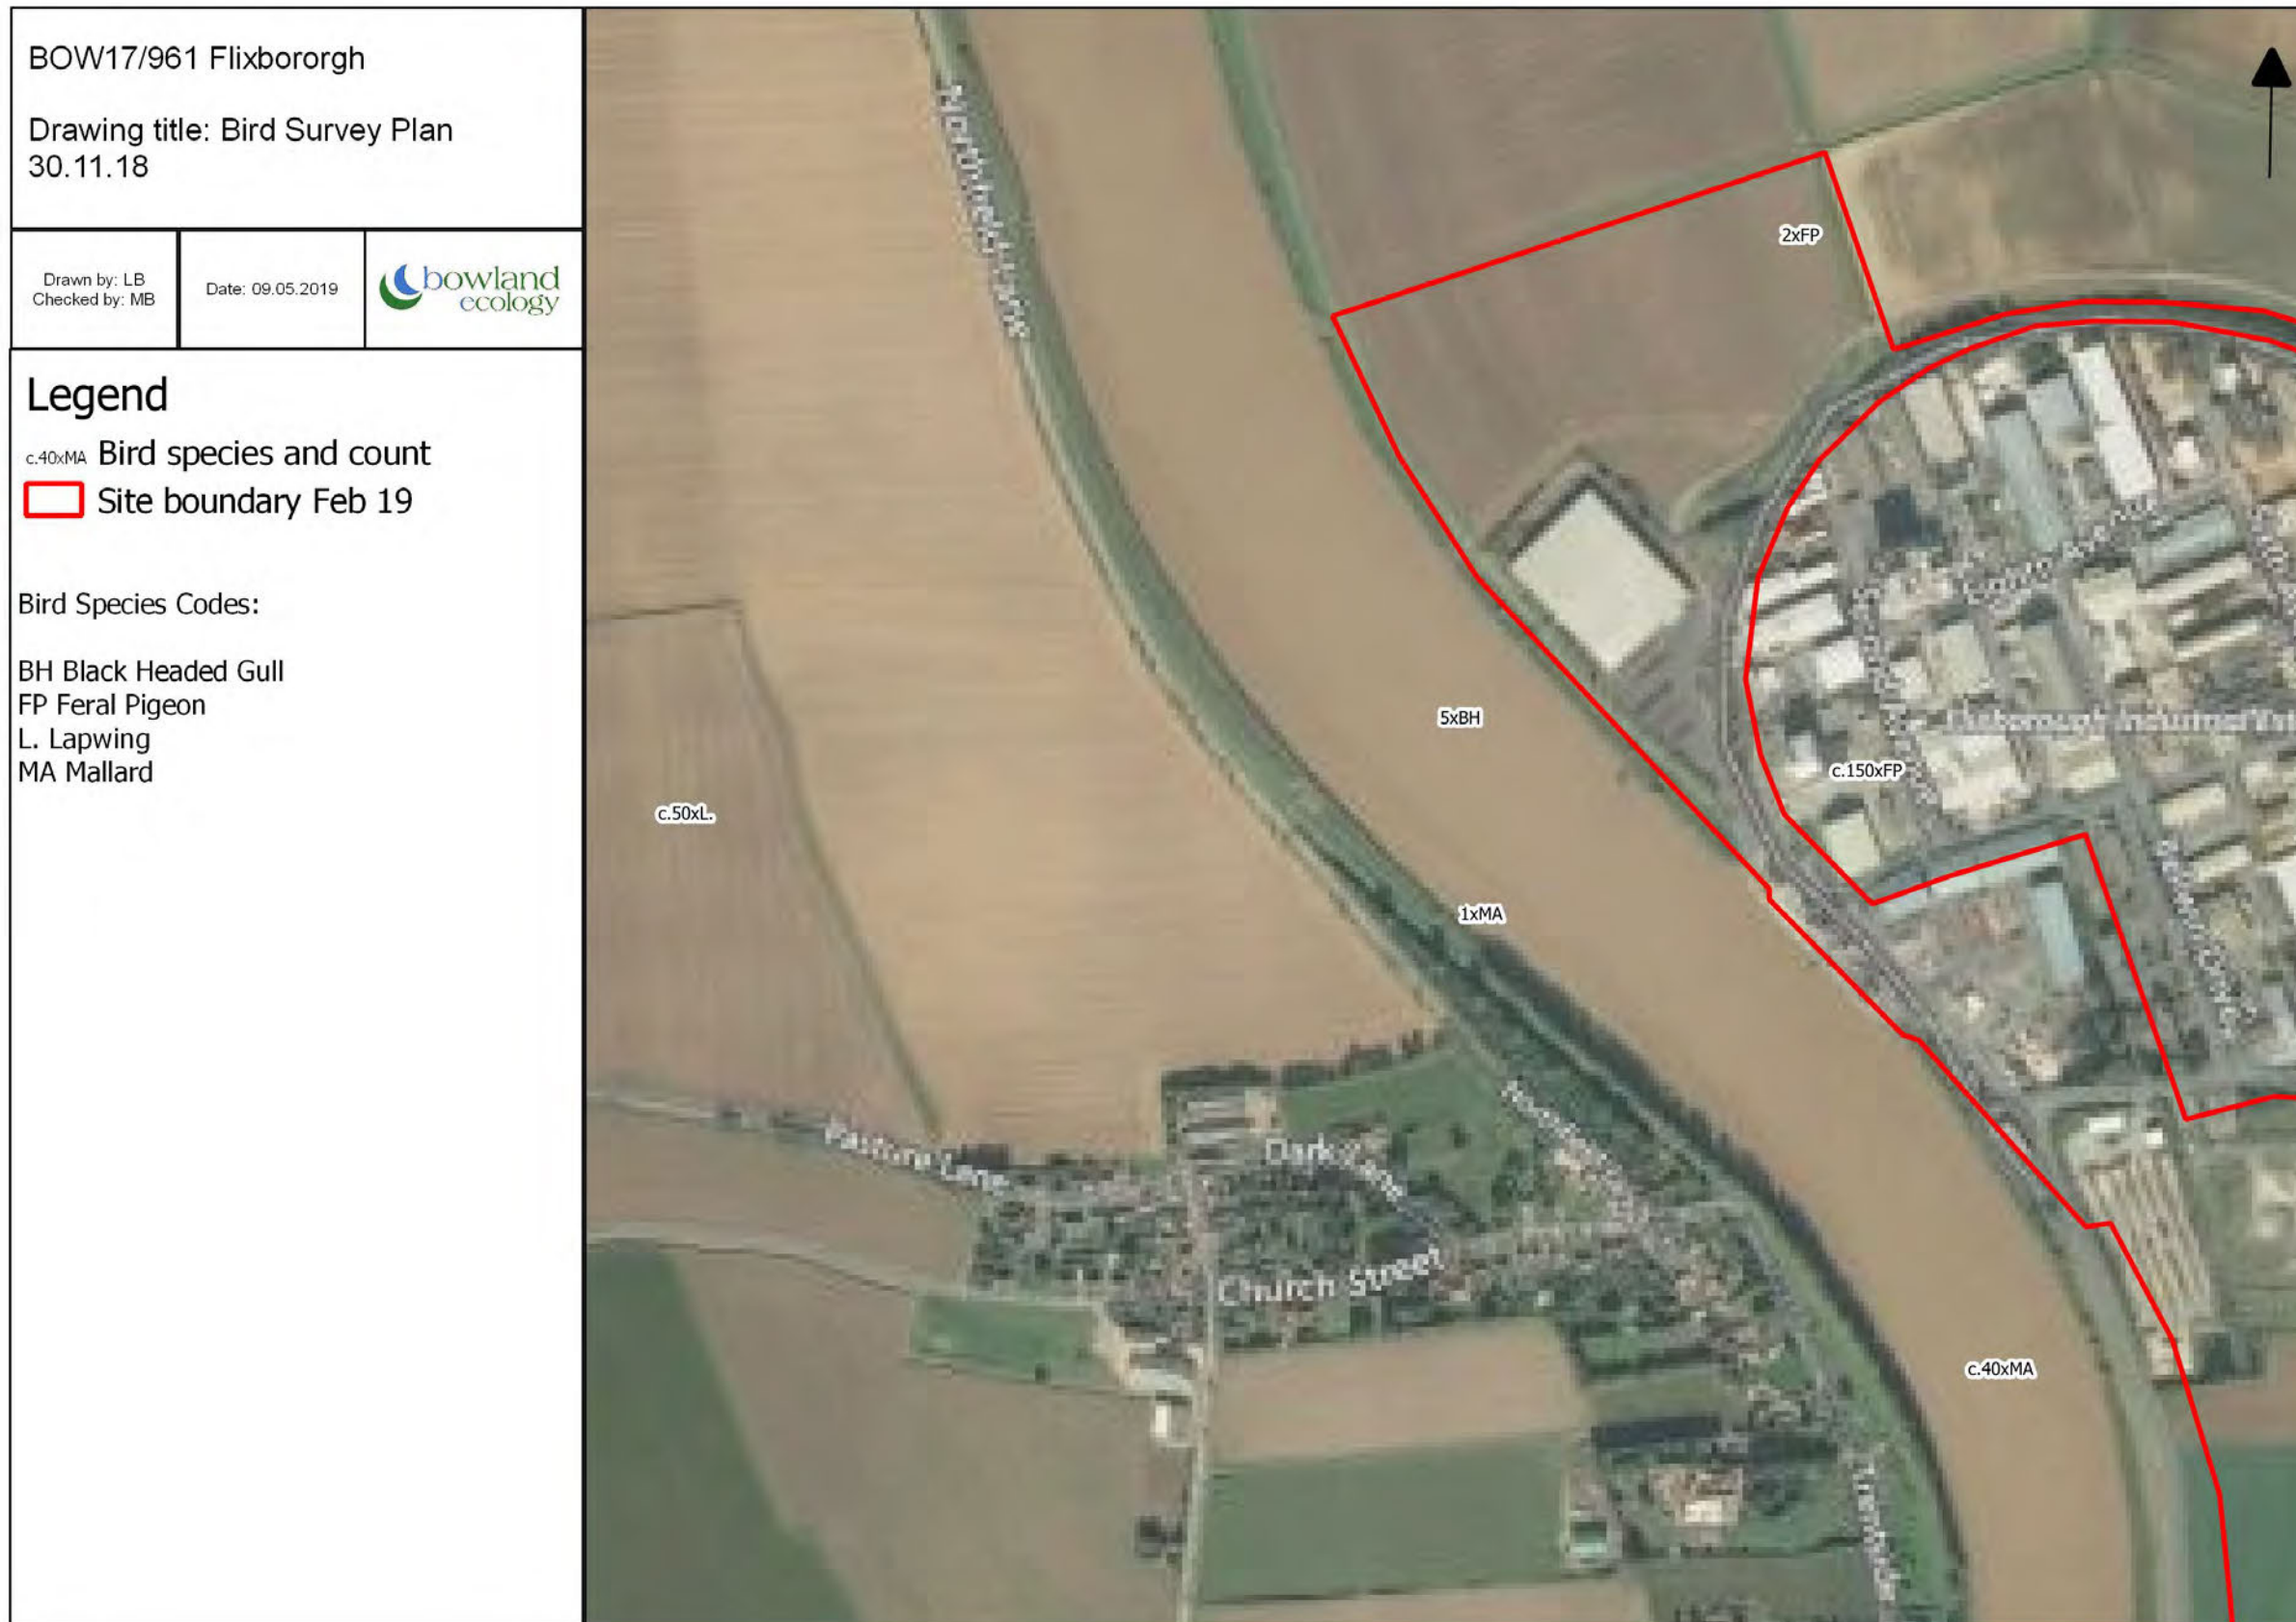 BOW17/961 Flixbororgh
Drawing title: Bird Survey Plan
30.11.18
Drawn by: LB
Checked by: MB
Date: 09.05.2019
bowland
ecology
Legend
c.40xMA Bird species and count
Site boundary Feb 19
Bird Species Codes:
BH Black Headed Gull
FP Feral Pigeon
L. Lapwing
MA Mallard
2xFP
5xBH
c.150xFP
c.50xL.
1xMA
Pasture Lane
Dark Lane
Church Street
c.40xMA